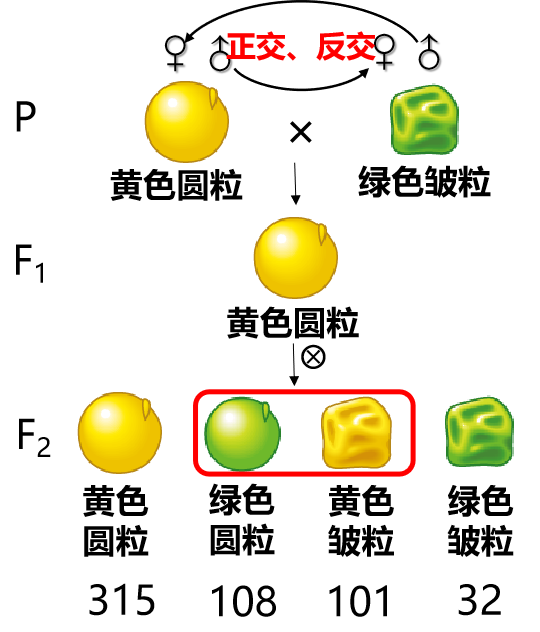 ♀ ♂正交、反交♀ ♂
P
×
黄色圆粒 绿色皱粒
F₁
黄色圆粒
⊗
F₂
黄色 绿色 黄色 绿色
圆粒 圆粒 皱粒 皱粒
315 108 101 32